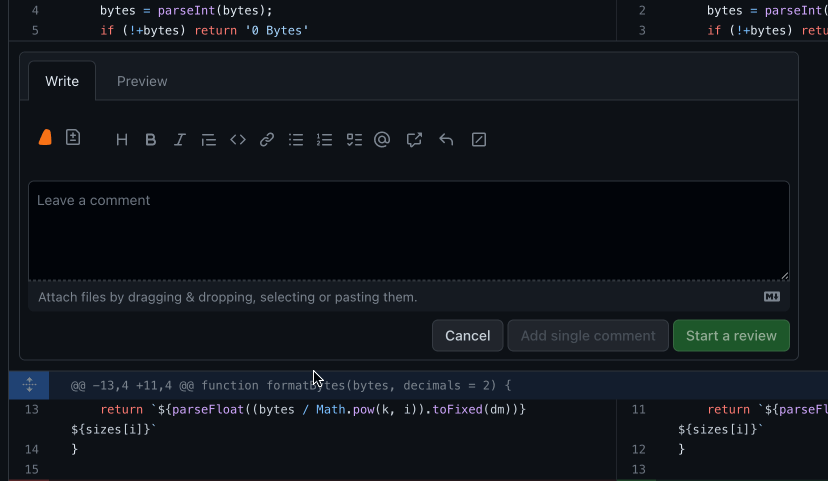 4 bytes = parseInt(bytes); 2 bytes = parseInt(
5 if (!+bytes) return '0 Bytes' 3 if (!+bytes) retu
Write Preview
H B I @
Leave a comment
Attach files by dragging & dropping, selecting or pasting them.
Cancel Add single comment Start a review
@@ -13,4 +11,4 @@ function formatBytes(bytes, decimals = 2) {
13 return `${parseFloat((bytes / Math.pow(k, i)).toFixed(dm))} 11 return `${parseFl
${sizes[i]}` ${sizes[i]}`
14 } 12 }
15 13